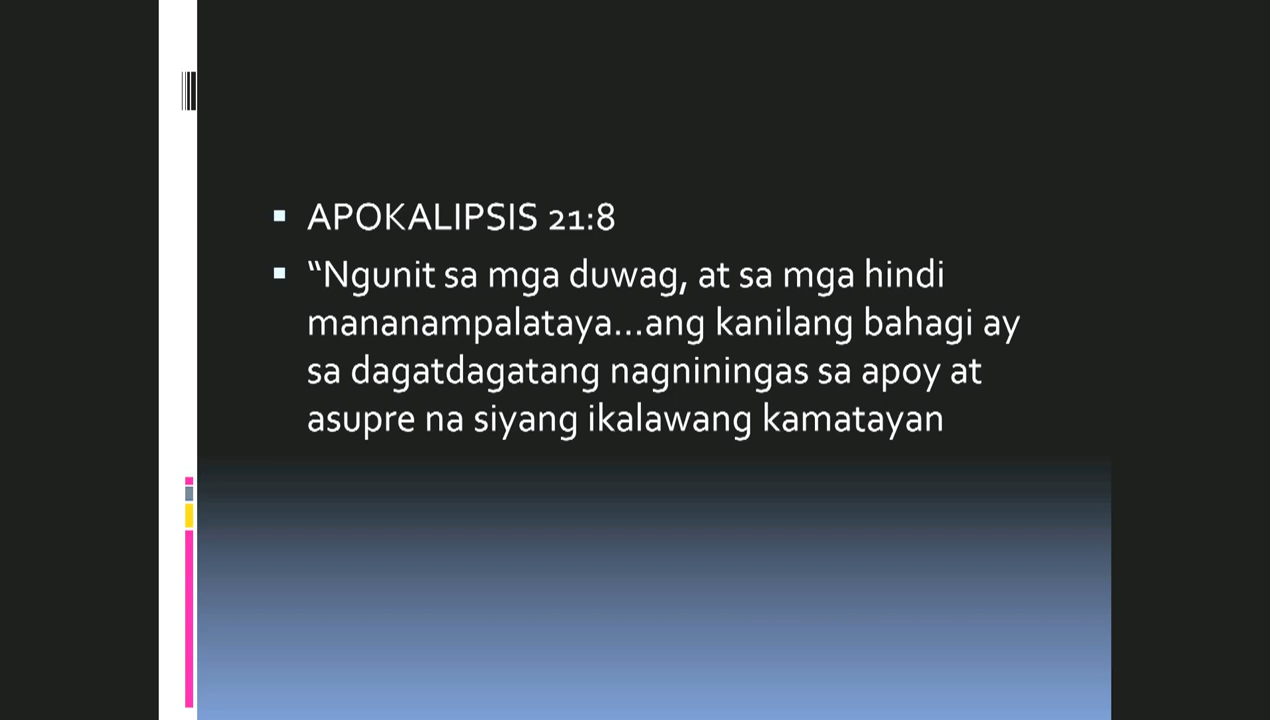 APOKALIPSIS 21:8
“Ngunit sa mga duwag, at sa mga hindi
mananampalataya...ang kanilang bahagi ay
sa dagatdagatang nagniningas sa apoy at
asupre na siyang ikalawang kamatayan